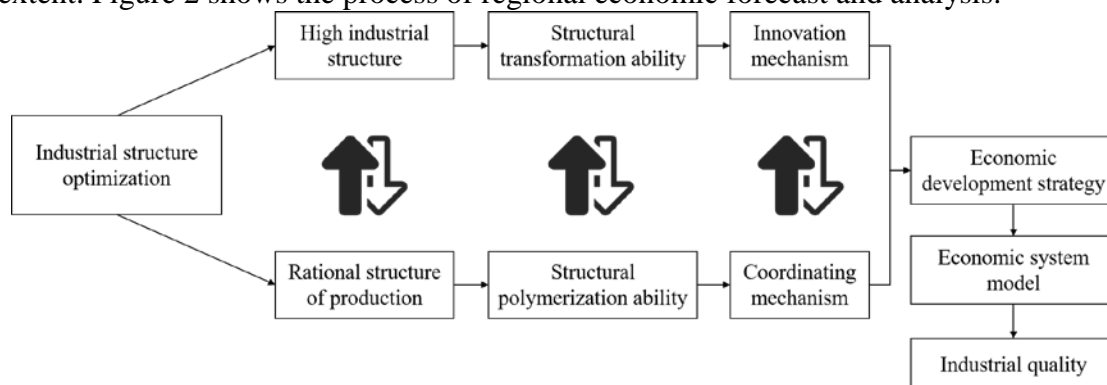 extent. Figure 2 shows the process of regional economic forecast and analysis.
High industrial
structure
Structural
transformation ability
Innovation
mechanism
Industrial structure
optimization
Economic
development strategy
Rational structure
of production
Structural
polymerization ability
Coordinating
mechanism
Economic system
model
Industrial quality